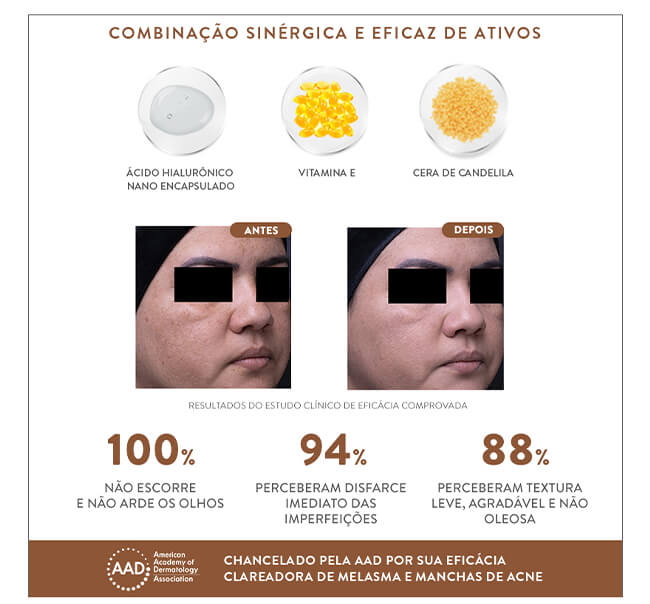 COMBINAÇÃO SINÉRGICA E EFICAZ DE ATIVOS
ÁCIDO HIALURÔNICO
NANO ENCAPSULADO
VITAMINA E
CERA DE CANDELILA
ANTES
DEPOIS
RESULTADOS DO ESTUDO CLÍNICO DE EFICÁCIA COMPROVADA
100%
NÃO ESCORRE
E NÃO ARDE OS OLHOS
94%
PERCEBERAM DISFARCE
IMEDIATO DAS
IMPERFEIÇÕES
88%
PERCEBERAM TEXTURA
LEVE, AGRADÁVEL E NÃO
OLEOSA
AAD
American
Academy of
Dermatology
Association
CHANCELADO PELA AAD POR SUA EFICÁCIA
CLAREADORA DE MELASMA E MANCHAS DE ACNE